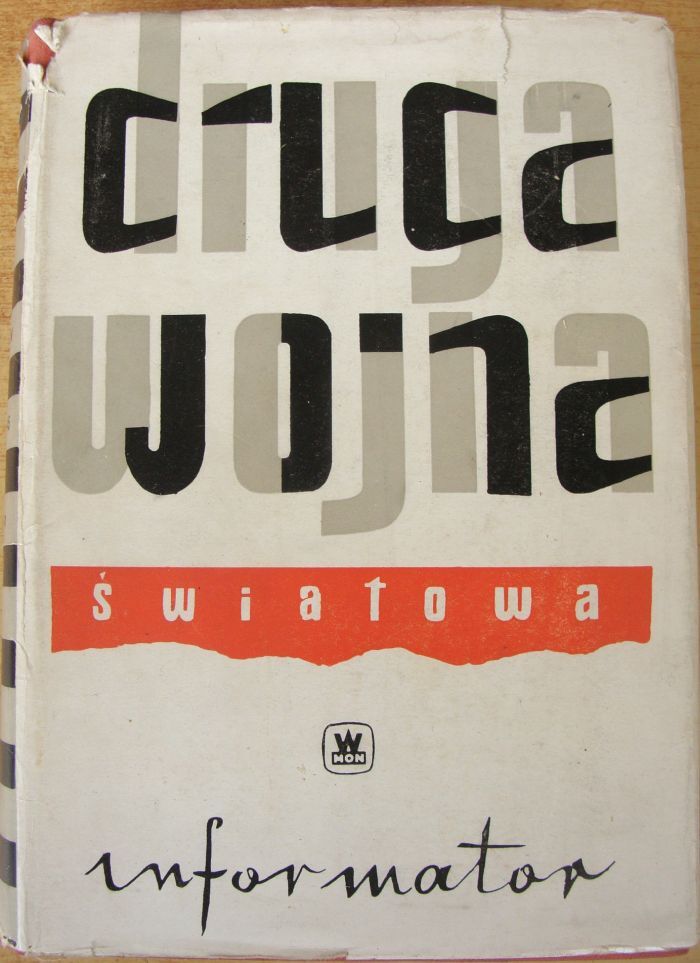 druga
wojna
światowa
W
MON
informator